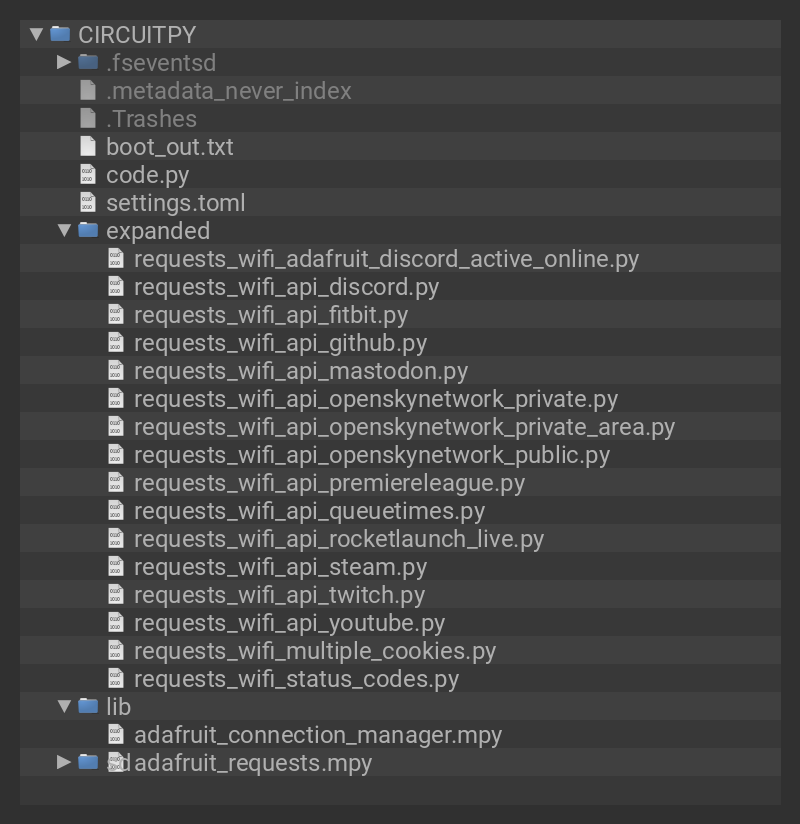 CIRCUITPY
.fseventsd
.metadata_never_index
.Trashes
boot_out.txt
code.py
settings.toml
expanded
requests_wifi_adafruit_discord_active_online.py
requests_wifi_api_discord.py
requests_wifi_api_fitbit.py
requests_wifi_api_github.py
requests_wifi_api_mastodon.py
requests_wifi_api_openskynetwork_private.py
requests_wifi_api_openskynetwork_private_area.py
requests_wifi_api_openskynetwork_public.py
requests_wifi_api_premiereleague.py
requests_wifi_api_queuetimes.py
requests_wifi_api_rocketlaunch_live.py
requests_wifi_api_steam.py
requests_wifi_api_twitch.py
requests_wifi_api_youtube.py
requests_wifi_multiple_cookies.py
requests_wifi_status_codes.py
lib
adafruit_connection_manager.mpy
sd adafruit_requests.mpy